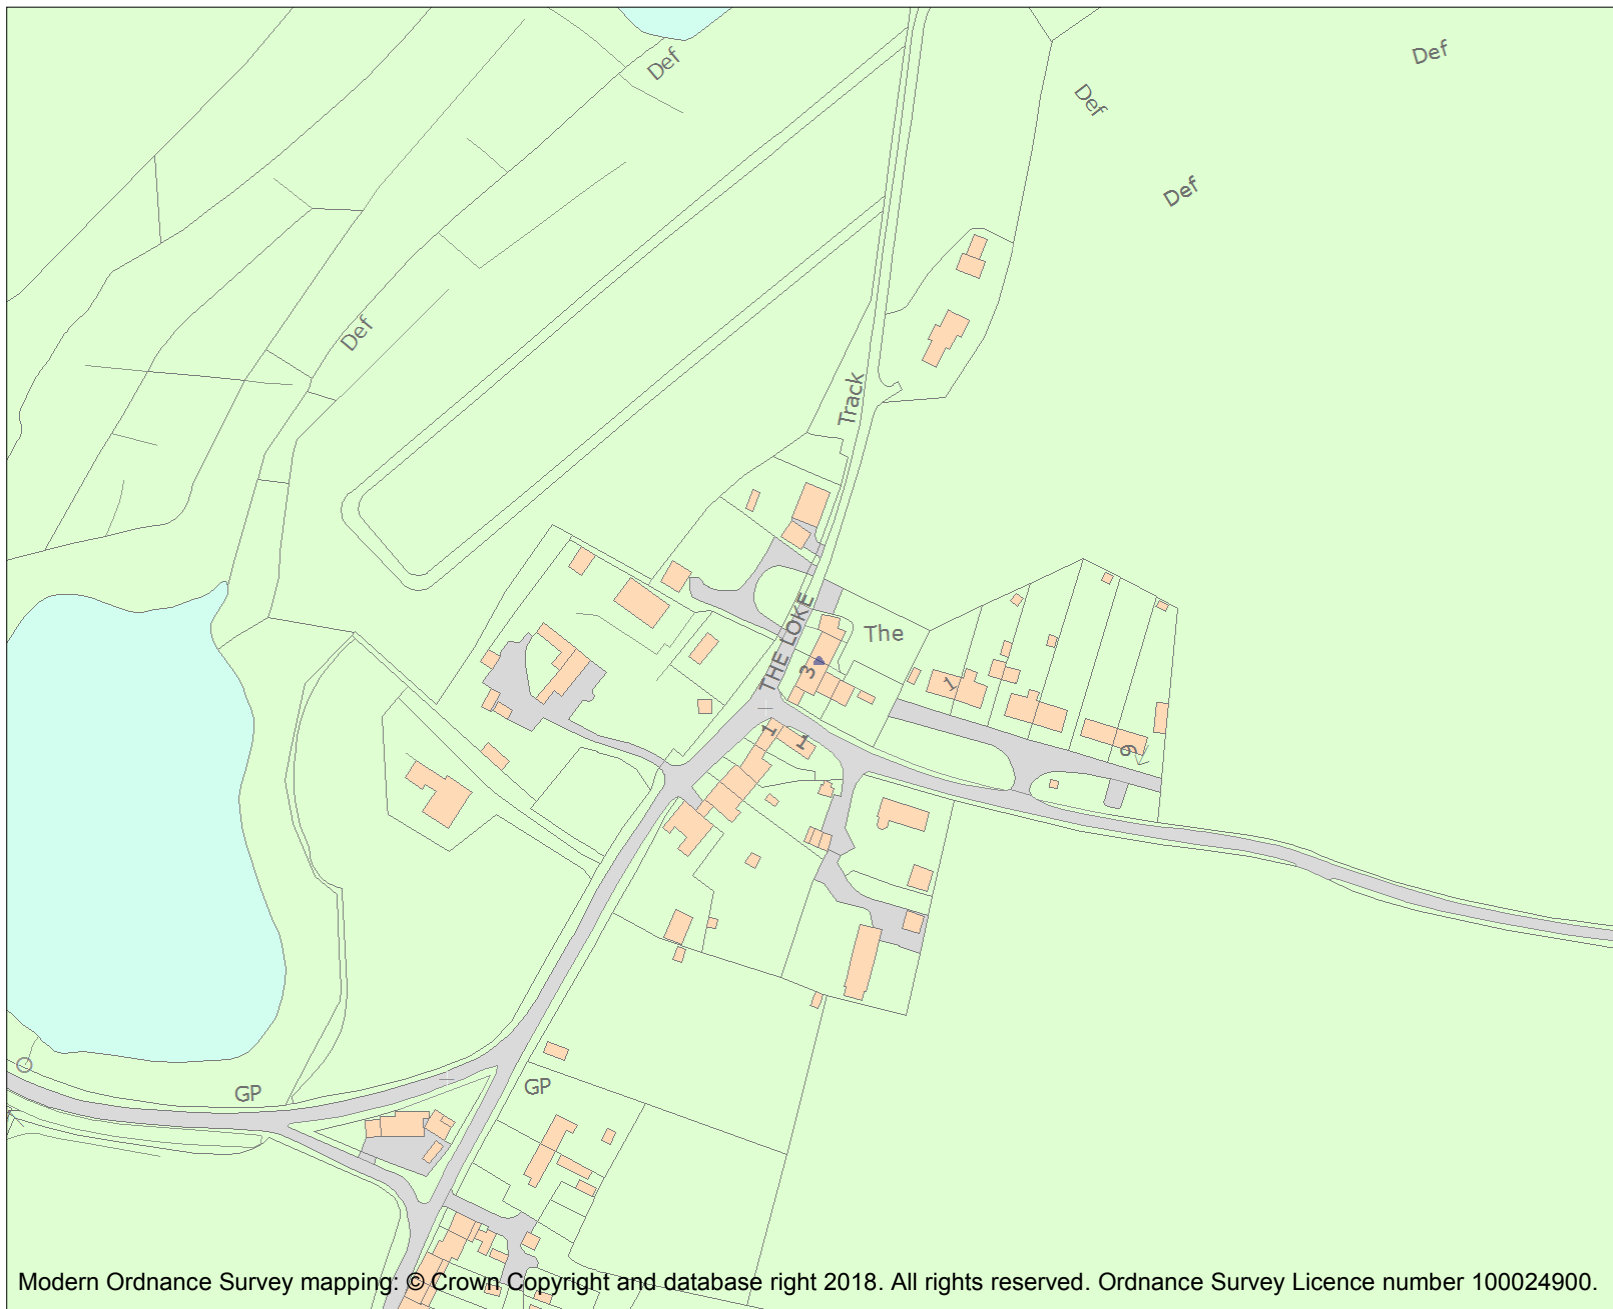 Def
Def
Def
Def
Def
Track
THE LOKE
The
3
1
1
1
9
GP
GP
Modern Ordnance Survey mapping: © Crown Copyright and database right 2018. All rights reserved. Ordnance Survey Licence number 100024900.